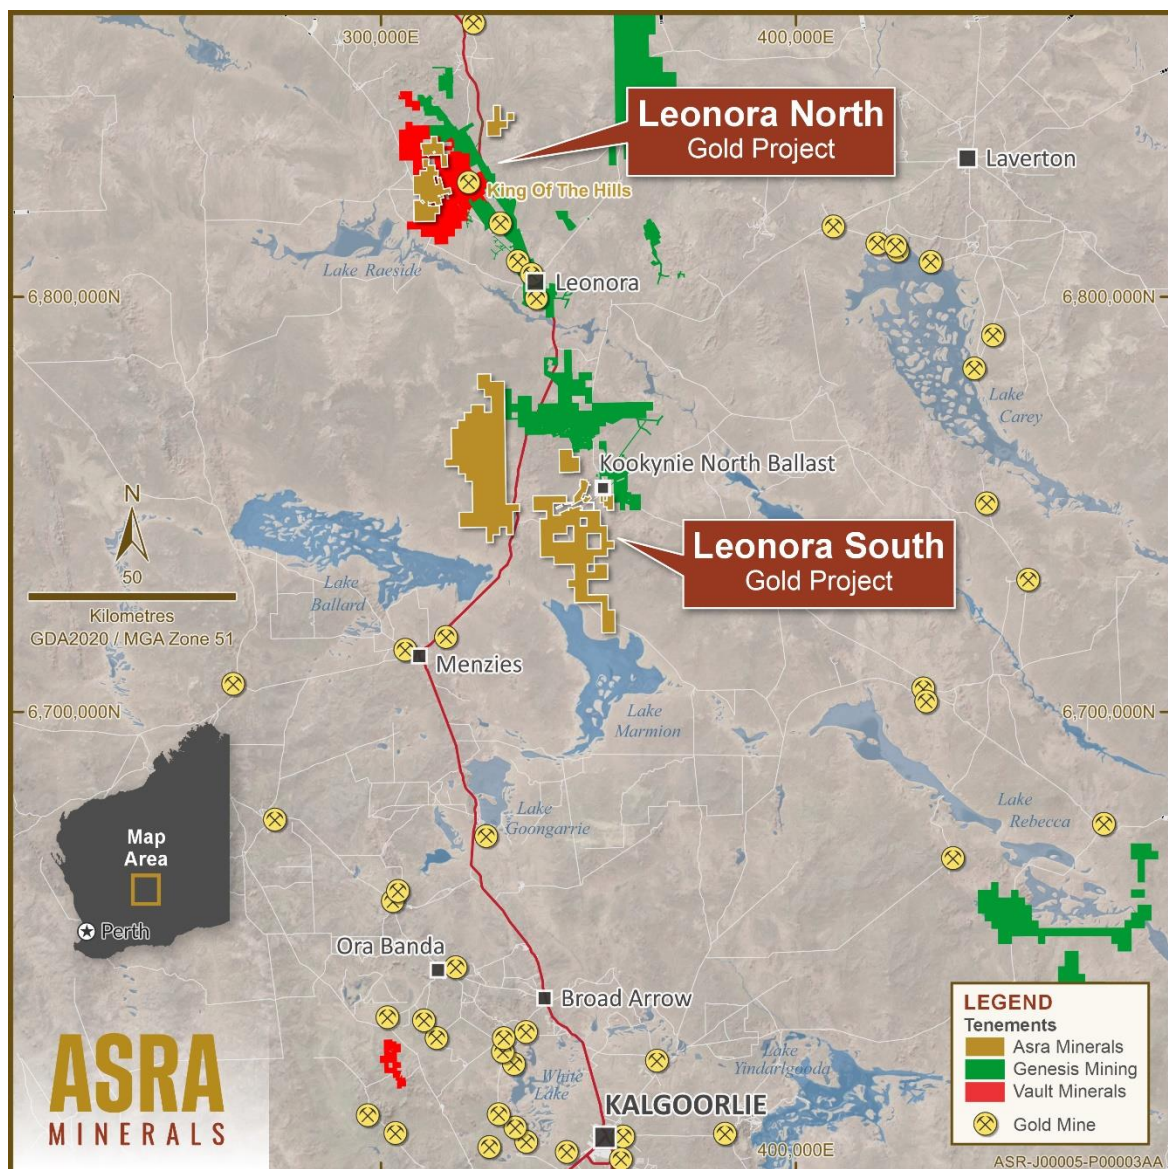 300,000E
400,000E
Leonora North
Gold Project
Laverton
King Of The Hills
Lake Raeside
Leonora
6,800,000N
6,800,000N
Lake
Carey
Kookynie North Ballast
N
50
Kilometres
GDA2020 / MGA Zone 51
Leonora South
Gold Project
Lake
Ballard
Menzies
6,700,000N
6,700,000N
Lake
Marmion
Lake
Goongarrie
Lake
Rebecca
Map
Area
Perth
Ora Banda
Broad Arrow
White
Lake
Lake
Yindarlgooda
KALGOORLIE
400,000E
ASRA
MINERALS
LEGEND
Tenements
Asra Minerals
Genesis Mining
Vault Minerals
Gold Mine
ASR-J00005-P00003AA